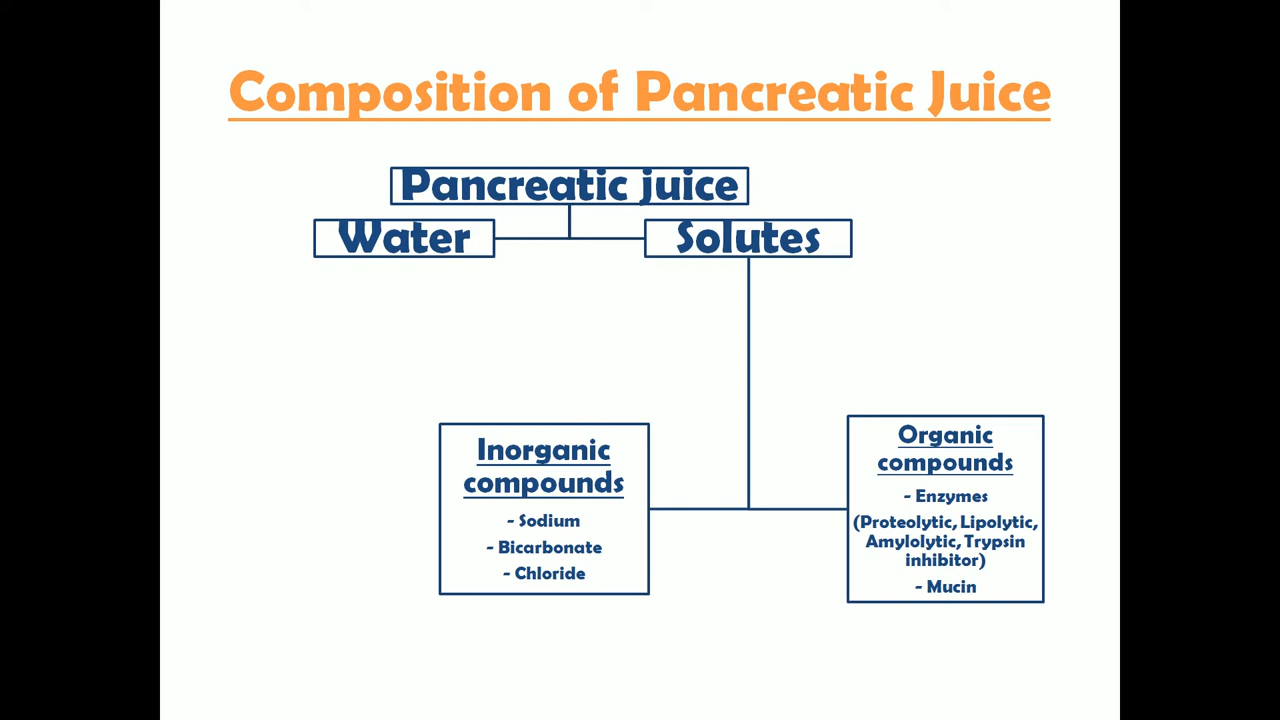 Composition of Pancreatic Juice
Pancreatic juice
Water
Solutes
Inorganic
compounds
- Sodium
- Bicarbonate
- Chloride
Organic
compounds
- Enzymes
(Proteolytic, Lipolytic,
Amylolytic, Trypsin
inhibitor)
- Mucin